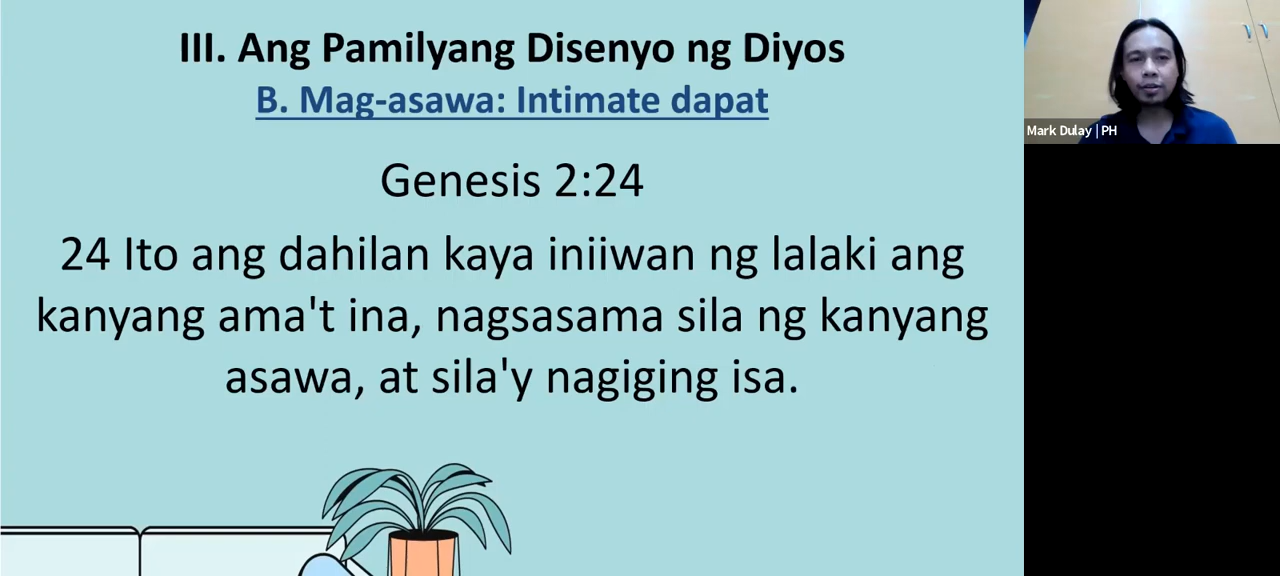 III. Ang Pamilyang Disenyo ng Diyos
B. Mag-asawa: Intimate dapat
Genesis 2:24
24 Ito ang dahilan kaya iniiwan ng lalaki ang
kanyang ama't ina, nagsasama sila ng kanyang
asawa, at sila'y nagiging isa.
Mark Dulay | PH